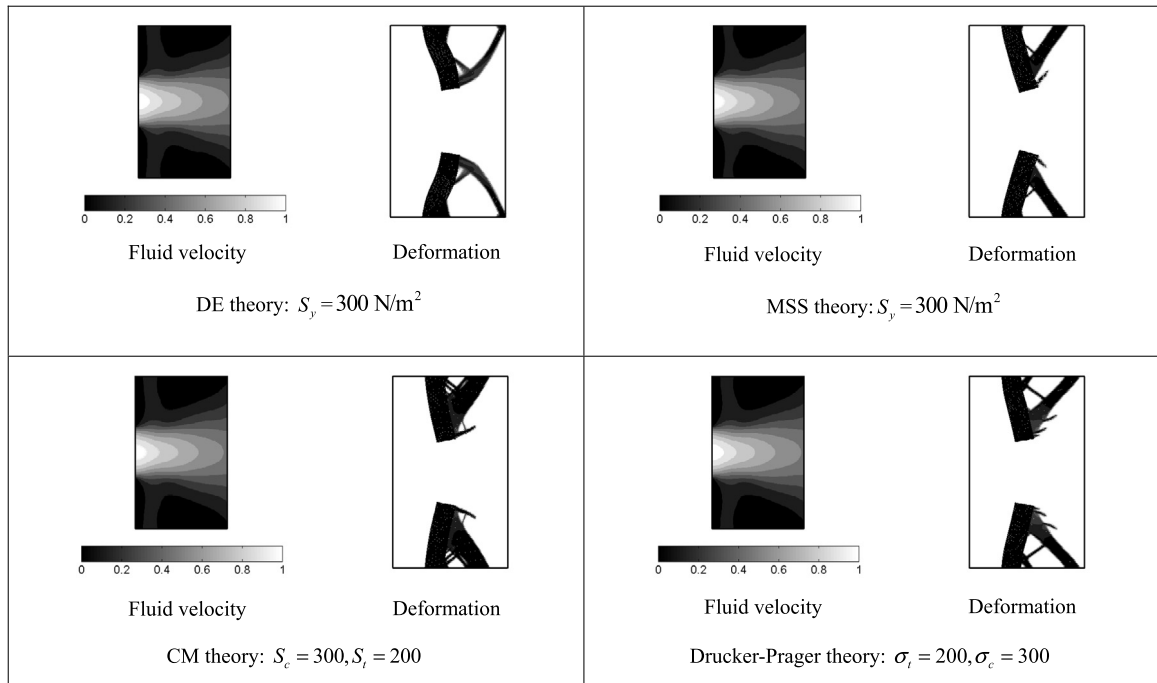 0 0.2 0.4 0.6 0.8 1
Fluid velocity
Deformation
DE theory: S_y = 300 N/m²
0 0.2 0.4 0.6 0.8 1
Fluid velocity
Deformation
MSS theory: S_y = 300 N/m²
0 0.2 0.4 0.6 0.8 1
Fluid velocity
Deformation
CM theory: S_c = 300, S_t = 200
0 0.2 0.4 0.6 0.8 1
Fluid velocity
Deformation
Drucker-Prager theory: σ_t = 200, σ_c = 300